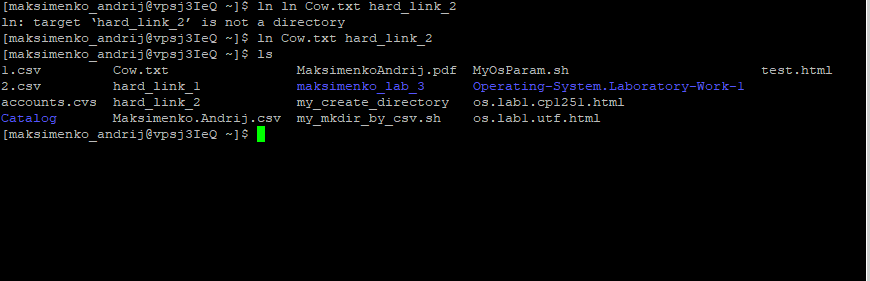 [maksimenko_andrij@vpsj3IeQ ~]$ ln ln Cow.txt hard_link_2
ln: target ‘hard_link_2’ is not a directory
[maksimenko_andrij@vpsj3IeQ ~]$ ln Cow.txt hard_link_2
[maksimenko_andrij@vpsj3IeQ ~]$ ls
1.csv Cow.txt MaksimenkoAndrij.pdf MyOsParam.sh test.html
2.csv hard_link_1 maksimenko_lab_3 Operating-System.Laboratory-Work-1
accounts.cvs hard_link_2 my_create_directory os.lab1.cp1251.html
Catalog Maksimenko.Andrij.csv my_mkdir_by_csv.sh os.lab1.utf.html
[maksimenko_andrij@vpsj3IeQ ~]$